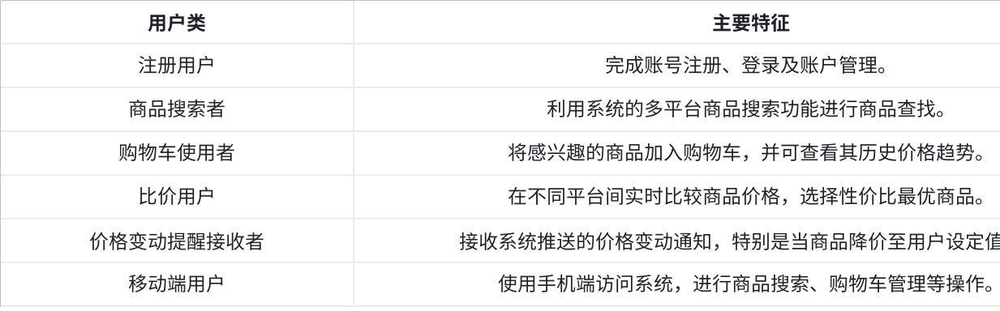 用户类 主要特征
注册用户 完成账号注册、登录及账户管理。
商品搜索者 利用系统的多平台商品搜索功能进行商品查找。
购物车使用者 将感兴趣的商品加入购物车，并可查看其历史价格趋势。
比价用户 在不同平台间实时比较商品价格，选择性价比最优商品。
价格变动提醒接收者 接收系统推送的价格变动通知，特别是当商品降价至用户设定值
移动端用户 使用手机端访问系统，进行商品搜索、购物车管理等操作。